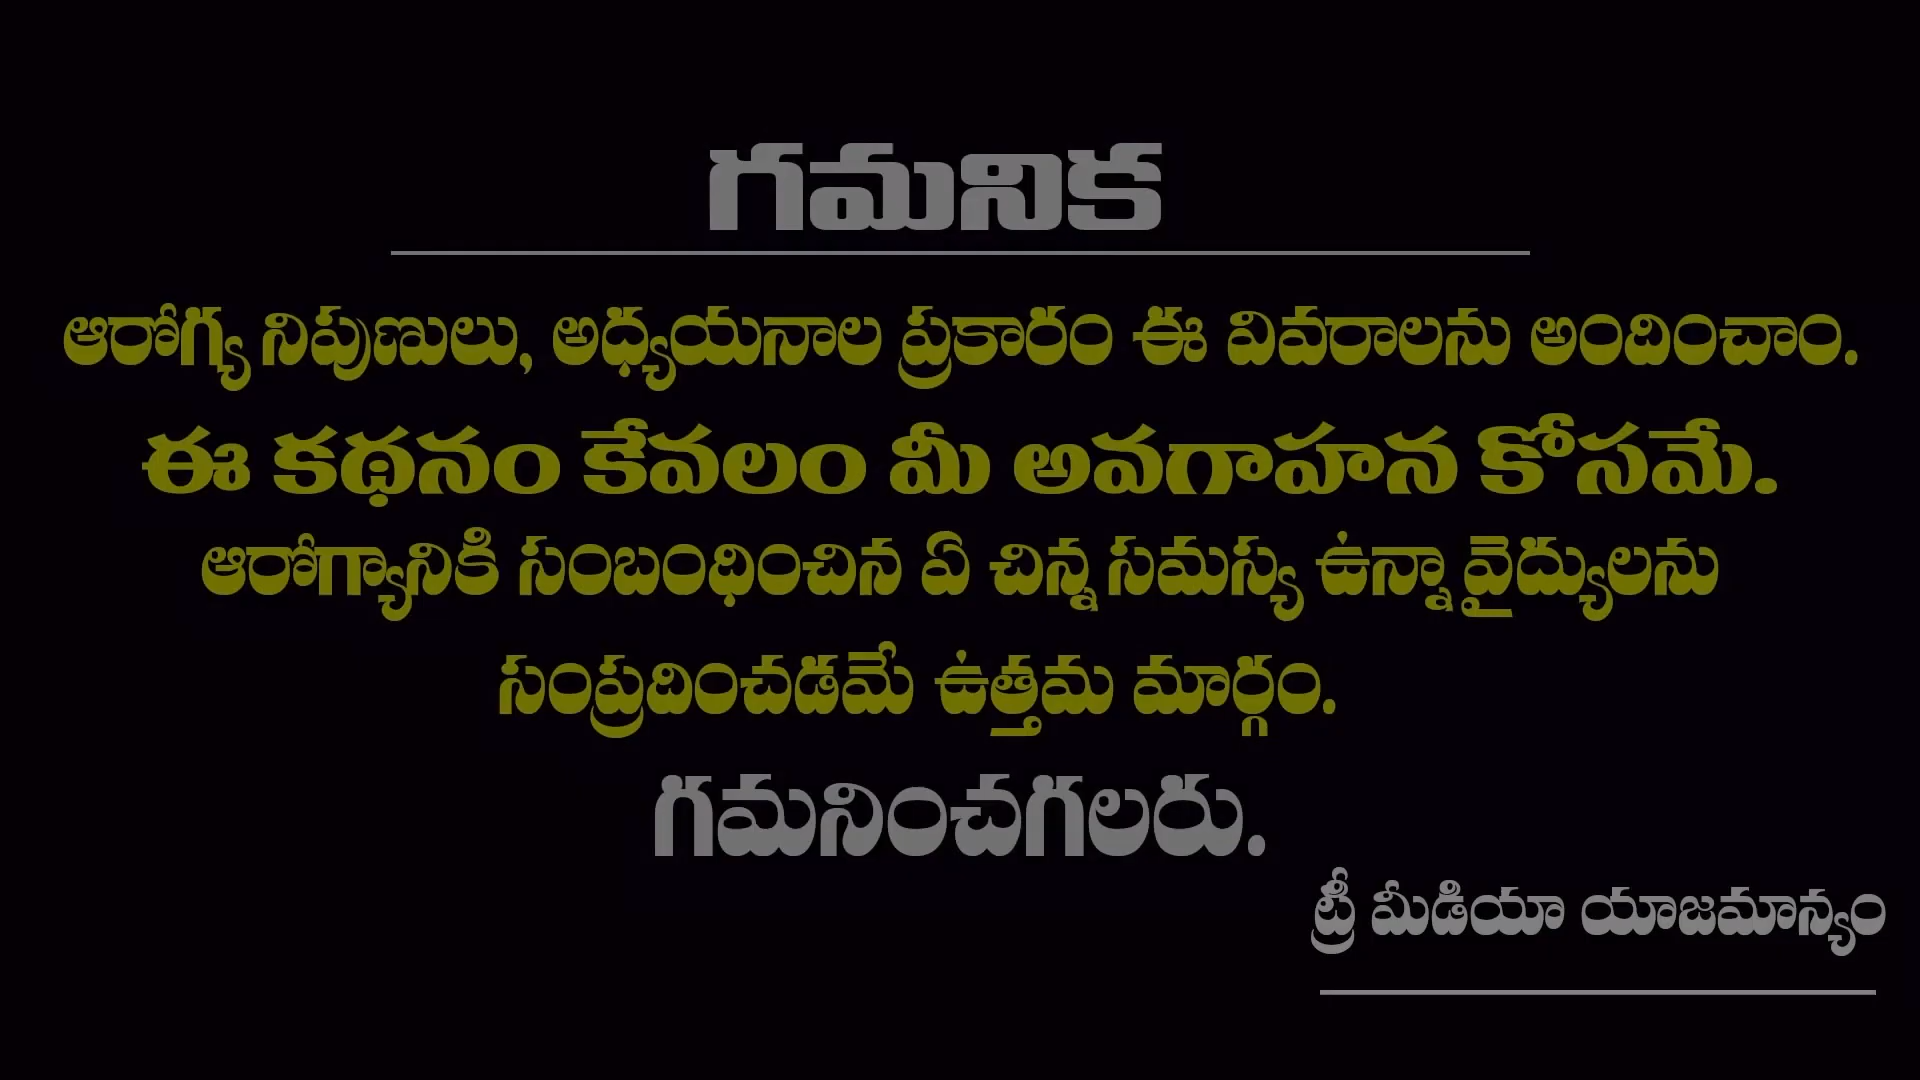 గమనిక
ఆరోగ్య నిపుణులు, అధ్యయనాల ప్రకారం ఈ వివరాలను అందించాం.
ఈ కథనం కేవలం మీ అవగాహన కోసమే.
ఆరోగ్యానికి సంబంధించిన ఏ చిన్న సమస్య ఉన్నా వైద్యులను
సంప్రదించడమే ఉత్తమ మార్గం.
గమనించగలరు.
ట్రీ మీడియా యాజమాన్యం